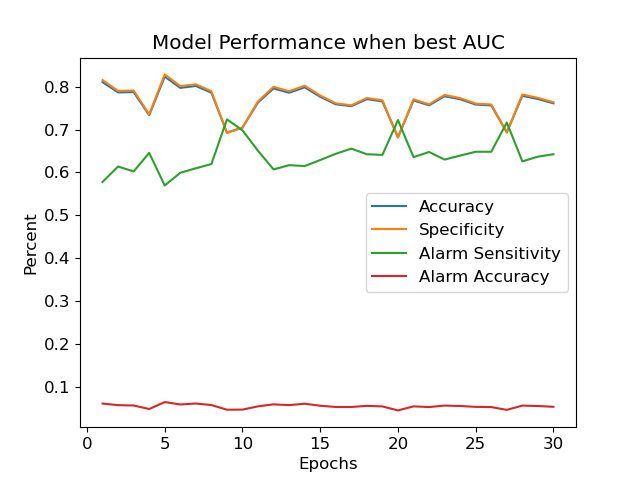 Model Performance when best AUC
0.8
0.7
0.6
0.5
0.4
0.3
0.2
0.1
Percent
Accuracy
Specificity
Alarm Sensitivity
Alarm Accuracy
0 5 10 15 20 25 30
Epochs